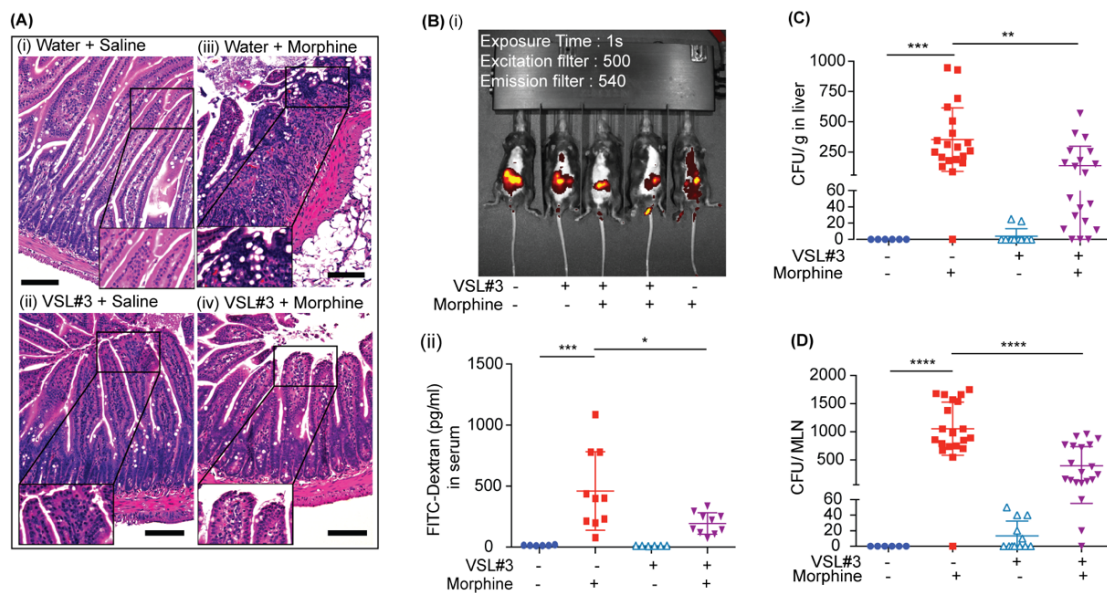 (A)
(i) Water + Saline
(iii) Water + Morphine
(ii) VSL#3 + Saline
(iv) VSL#3 + Morphine
(B) (i)
Exposure Time : 1s
Excitation filter : 500
Emission filter : 540
VSL#3 - + + + -
Morphine - - + + +
(ii)
FITC-Dextran (pg/ml)
in serum
1500
1000
500
0
***
*
VSL#3 - - + +
Morphine - + - +
(C)
CFU/ g in liver
1000
750
500
250
60
40
20
0
***
**
VSL#3 - - + +
Morphine - + - +
(D)
CFU/ MLN
2000
1500
1000
500
60
40
20
0
****
****
VSL#3 - - + +
Morphine - + - +